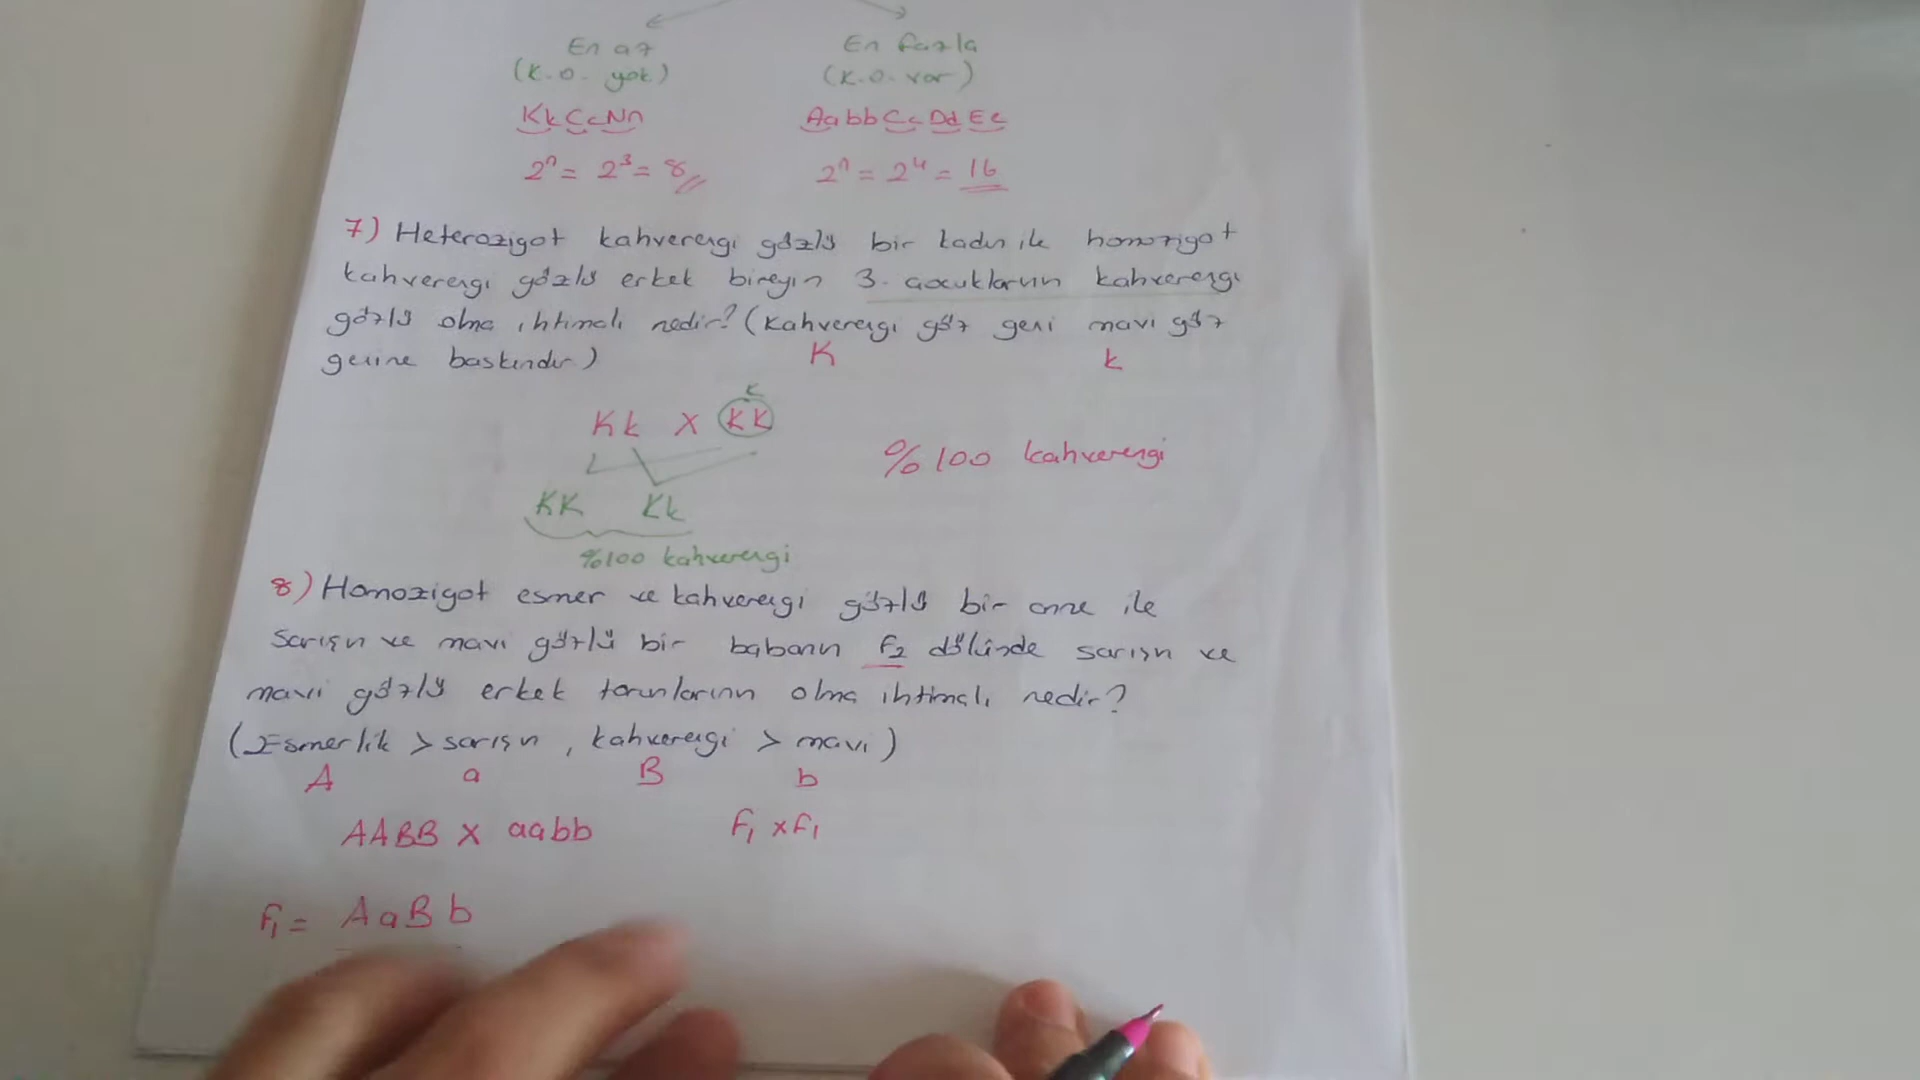 En az En fazla
(K.O. yok) (K.O. var)
KkCcNn AabbCcDdEe
2ⁿ = 2³ = 8 2ⁿ = 2⁴ = 16
7) Heterozigot kahverengi gözlü bir kadın ile homozigot
kahverengi gözlü erkek bireyin 3. çocuklarının kahverengi
gözlü olma ihtimali nedir? (Kahverengi göz geni mavi göz
K k
genine baskındır)
K
Kk X KK
%100 kahverengi
KK Kk
%100 kahverengi
8) Homozigot esmer ve kahverengi gözlü bir anne ile
sarışın ve mavi gözlü bir babanın F₂ dölünde sarışın ve
mavi gözlü erkek torunlarının olma ihtimali nedir?
(Esmerlik > sarışın, kahverengi > mavi)
A a B b
AABB X aabb F₁ x F₁
F₁ = AaBb